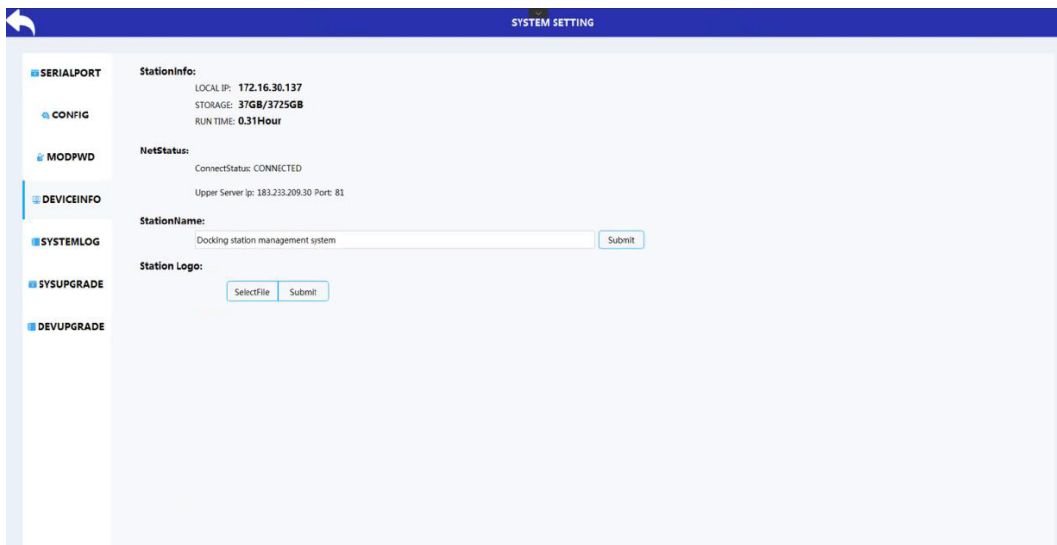 SYSTEM SETTING
SERIALPORT
CONFIG
MODPWD
DEVICEINFO
SYSTEMLOG
SYSUPGRADE
DEVUPGRADE
StationInfo:
LOCAL IP: 172.16.30.137
STORAGE: 37GB/3725GB
RUN TIME: 0.31Hour
NetStatus:
ConnectStatus: CONNECTED
Upper Server ip: 183.233.209.30 Port: 81
StationName:
Docking station management system Submit
Station Logo:
SelectFile Submit